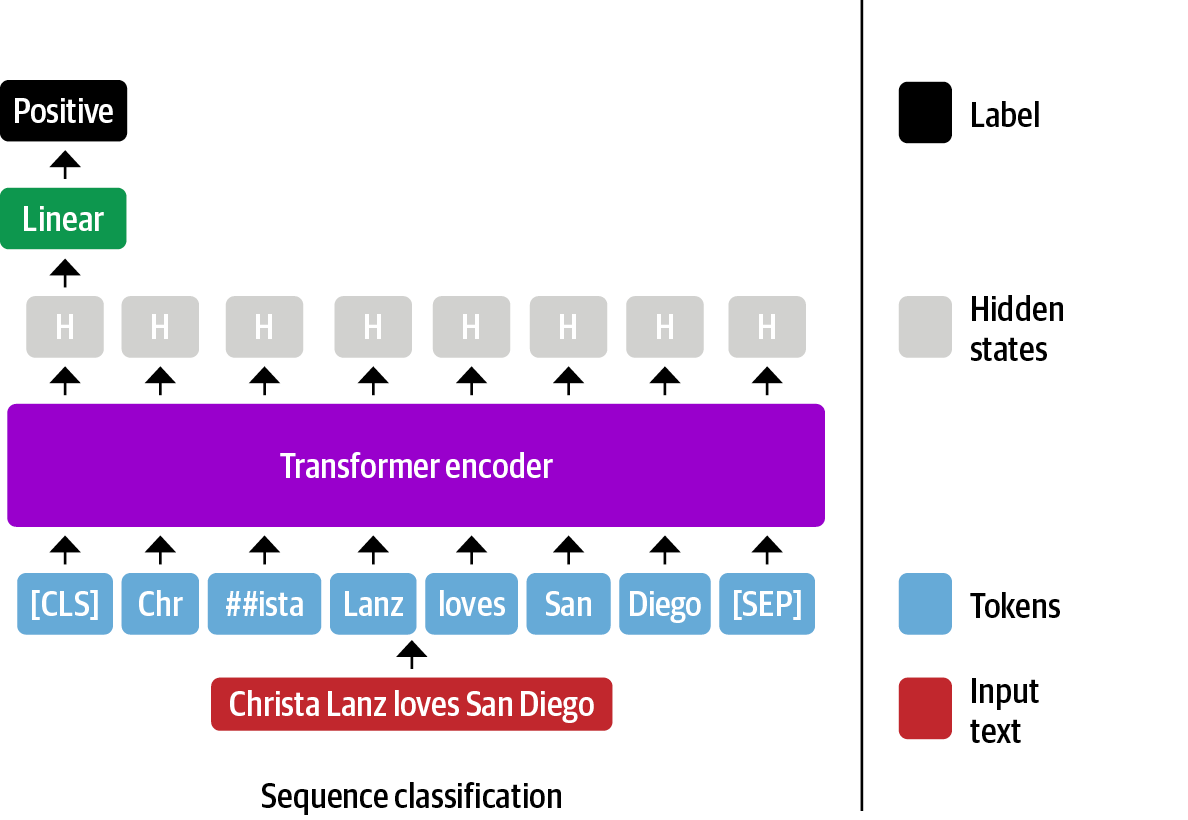 Positive
Linear
H H H H H H H H
Transformer encoder
[CLS] Chr ##ista Lanz loves San Diego [SEP]
Christa Lanz loves San Diego
Sequence classification
Label
Hidden
states
Tokens
Input
text